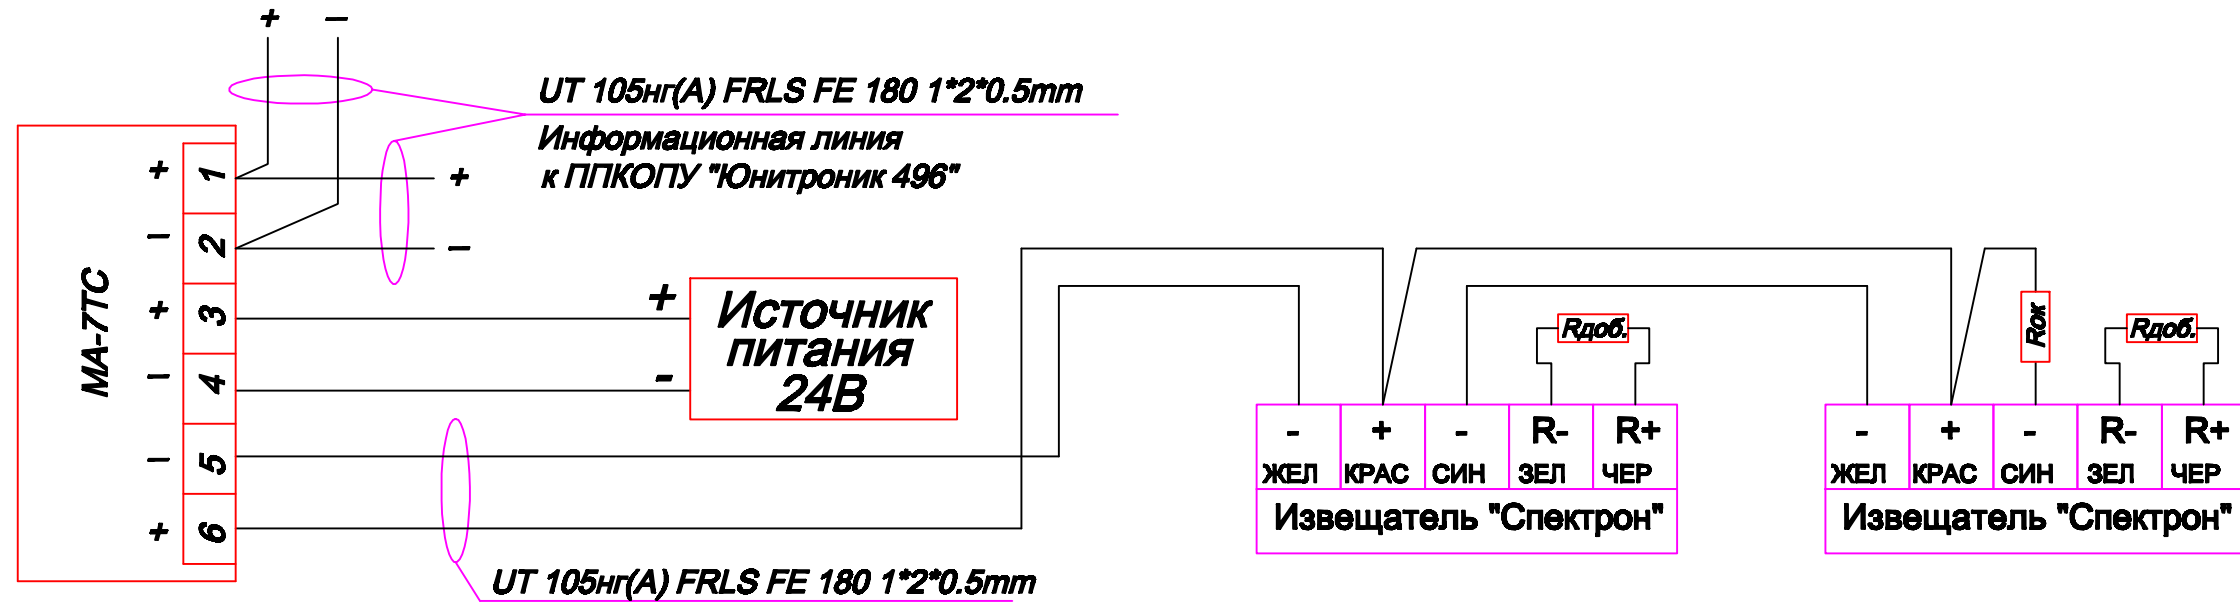 + –
UT 105нг(А) FRLS FE 180 1*2*0.5mm
Информационная линия
к ППКОПУ "Юнитроник 496"
МА-7ТС
+ 1 +
– 2 –
+ 3 +
– 4 -
– 5
+ 6
Источник
питания
24В
UT 105нг(А) FRLS FE 180 1*2*0.5mm
Rдоб.
- + - R- R+
ЖЕЛ КРАС СИН ЗЕЛ ЧЕР
Извещатель "Спектрон"
Rок
Rдоб.
- + - R- R+
ЖЕЛ КРАС СИН ЗЕЛ ЧЕР
Извещатель "Спектрон"